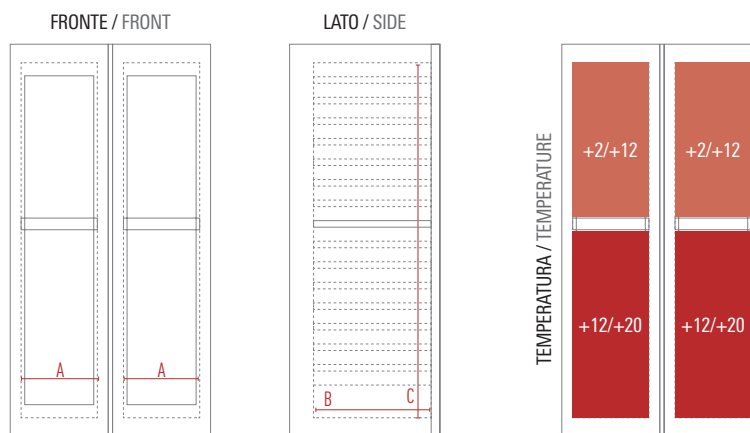 FRONTE / FRONT
LATO / SIDE
TEMPERATURA / TEMPERATURE
+2/+12
+2/+12
+12/+20
+12/+20
A
A
B
C